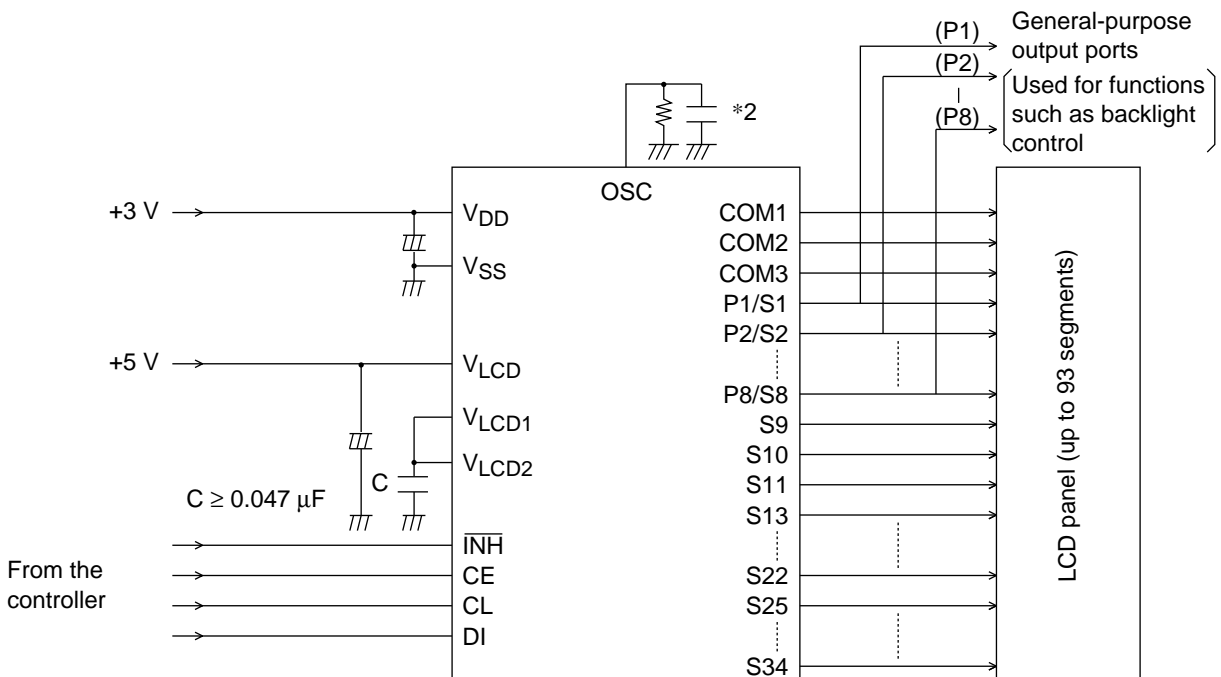 (P1)
General-purpose
output ports
(P2)
Used for functions
such as backlight
control
(P8)
*2
OSC
+3 V
VDD
VSS
+5 V
VLCD
VLCD1
VLCD2
C
C ≥ 0.047 μF
From the
controller
INH
CE
CL
DI
COM1
COM2
COM3
P1/S1
P2/S2
P8/S8
S9
S10
S11
S13
S22
S25
S34
LCD panel (up to 93 segments)